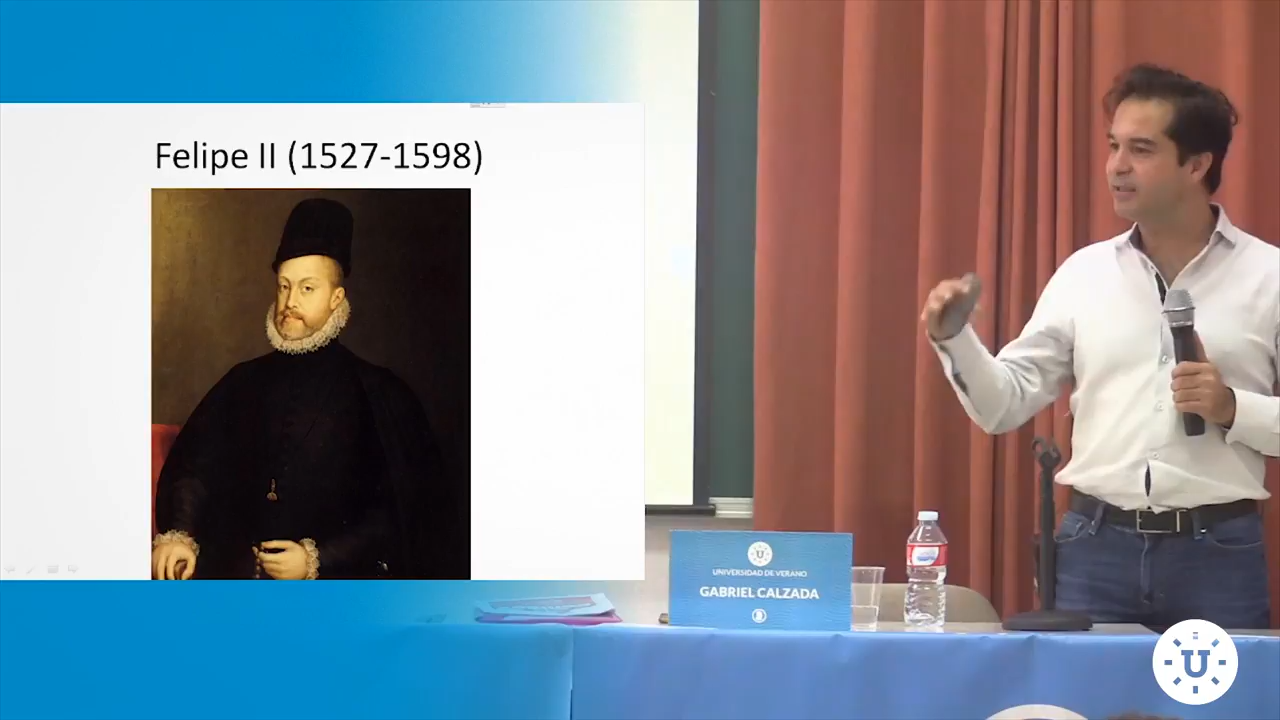 Felipe II (1527-1598)
U
UNIVERSIDAD DE VERANO
GABRIEL CALZADA
U